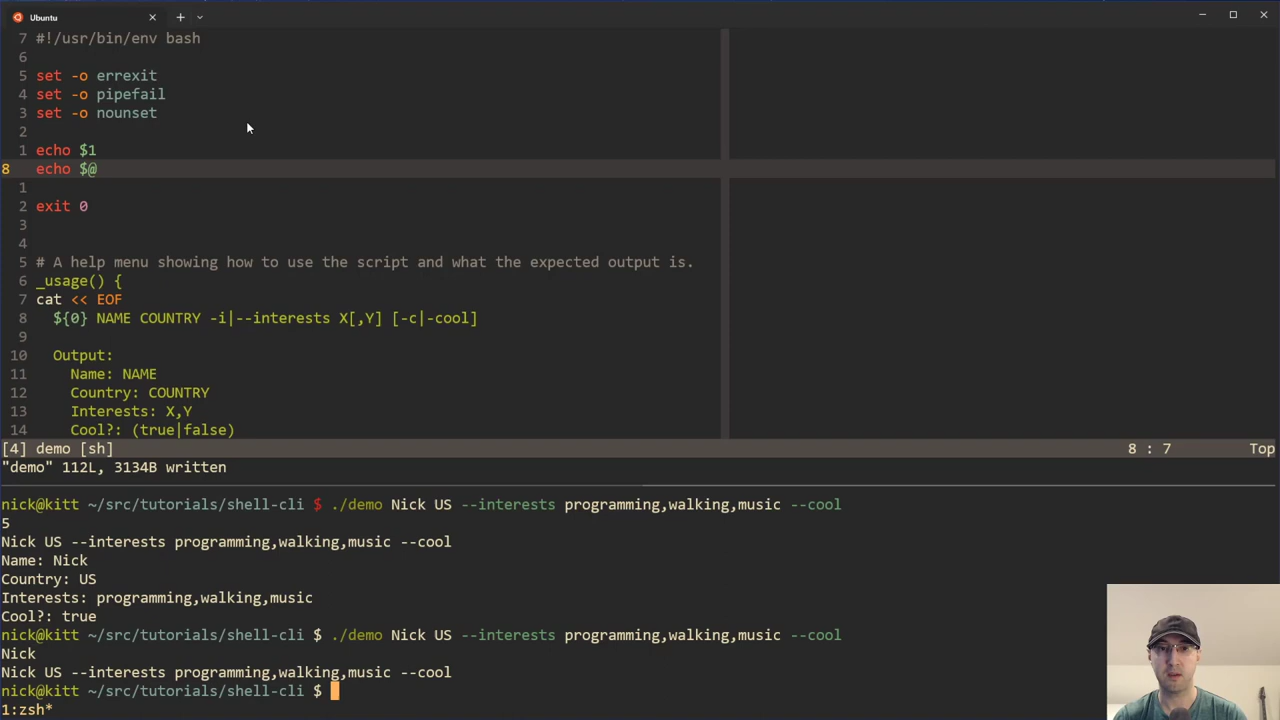 Ubuntu
7 #!/usr/bin/env bash
6
5 set -o errexit
4 set -o pipefail
3 set -o nounset
2
1 echo $1
8 echo $@
1
2 exit 0
3
4
5 # A help menu showing how to use the script and what the expected output is.
6 _usage() {
7 cat << EOF
8 ${0} NAME COUNTRY -i|--interests X[,Y] [-c|-cool]
9
10 Output:
11 Name: NAME
12 Country: COUNTRY
13 Interests: X,Y
14 Cool?: (true|false)
[4] demo [sh] 8 : 7 Top
"demo" 112L, 3134B written
nick@kitt ~/src/tutorials/shell-cli $ ./demo Nick US --interests programming,walking,music --cool
5
Nick US --interests programming,walking,music --cool
Name: Nick
Country: US
Interests: programming,walking,music
Cool?: true
nick@kitt ~/src/tutorials/shell-cli $ ./demo Nick US --interests programming,walking,music --cool
Nick
Nick US --interests programming,walking,music --cool
nick@kitt ~/src/tutorials/shell-cli $
1:zsh*